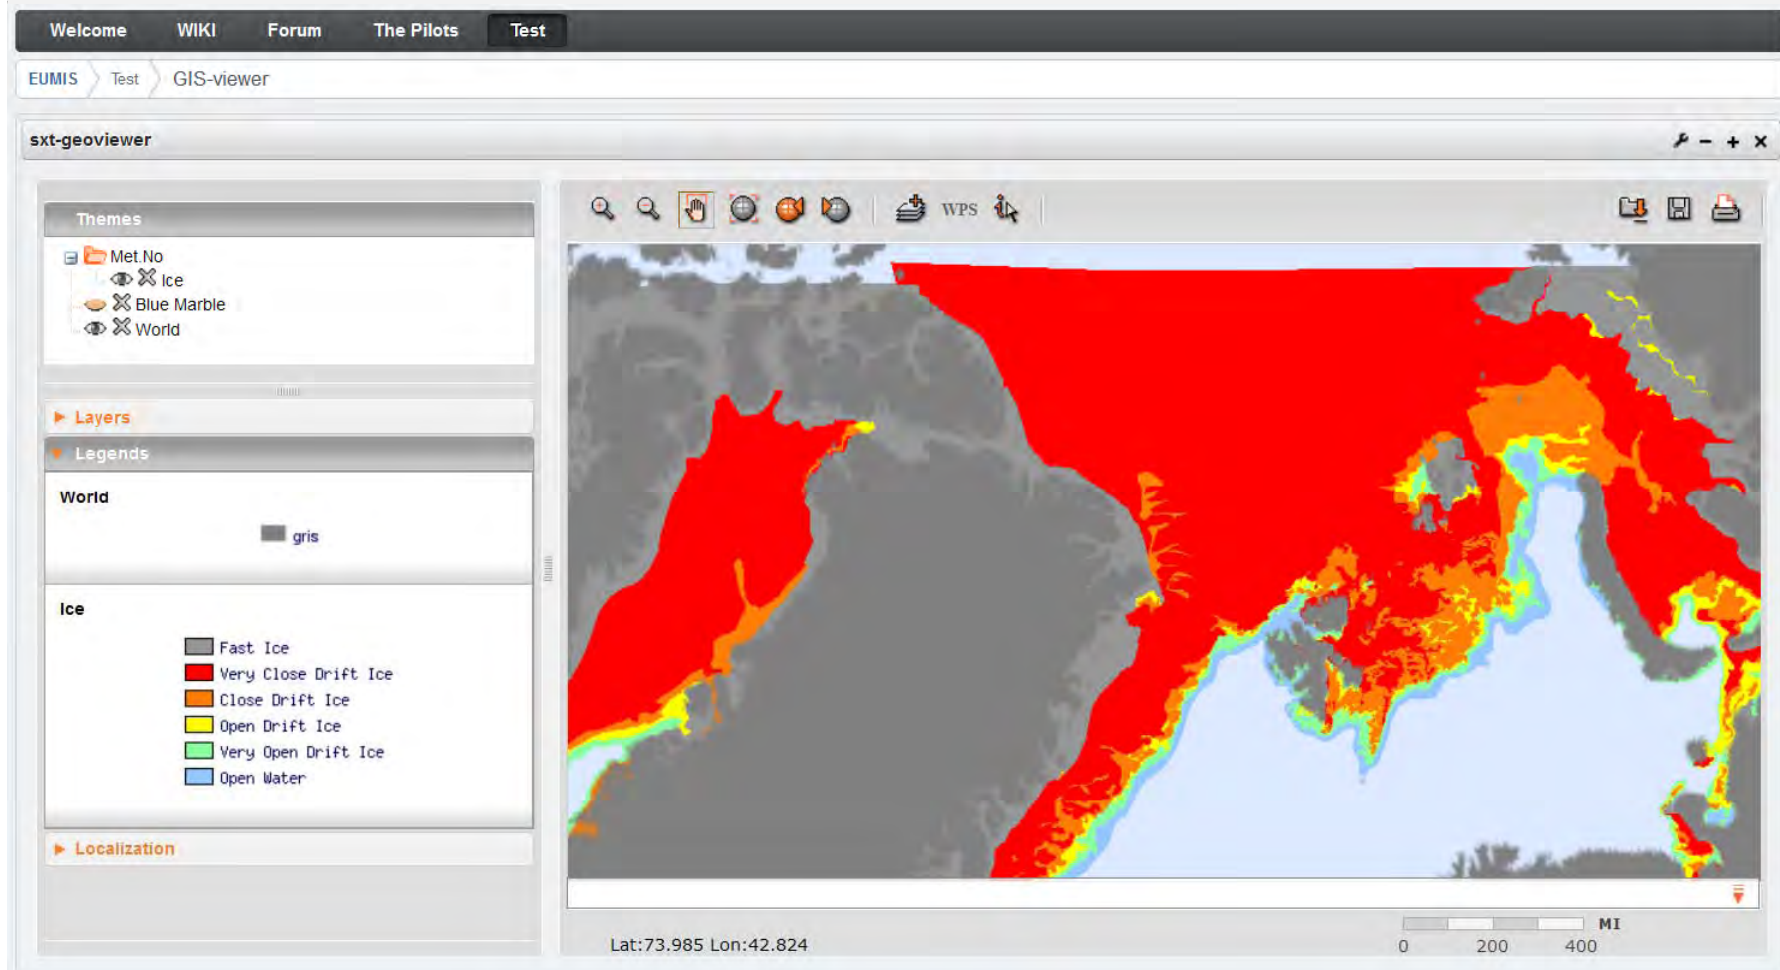 Welcome WIKI Forum The Pilots Test
EUMIS Test GIS-viewer
sxt-geoviewer
Themes
Met.No
Ice
Blue Marble
World
Layers
Legends
World
gris
Ice
Fast Ice
Very Close Drift Ice
Close Drift Ice
Open Drift Ice
Very Open Drift Ice
Open Water
Localization
WPS
Lat:73.985 Lon:42.824
MI
0 200 400